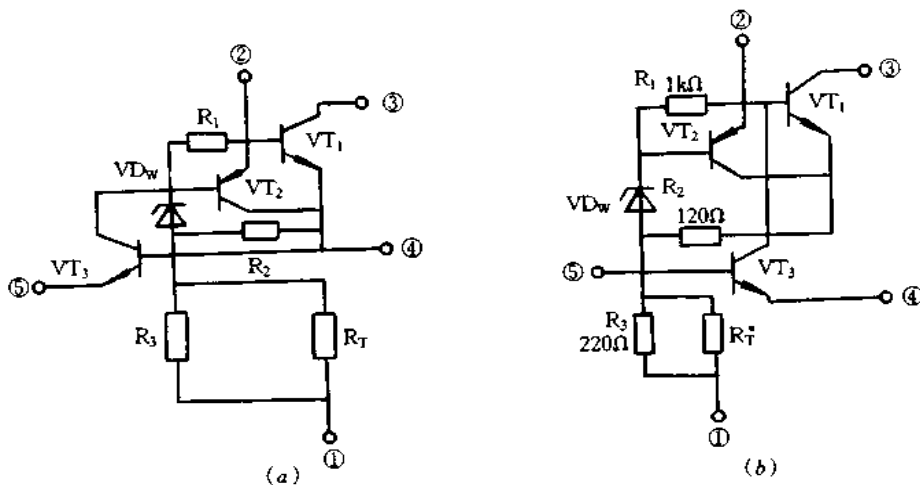 ②
③
R₁
VT₁
VD_W
VT₂
④
R₂
VT₃
⑤
R₃
R_T
①
(a)
②
③
R₁
1kΩ
VT₁
VT₂
R₂
VD_W
120Ω
⑤
VT₃
④
R₃
220Ω
R_T*
①
(b)